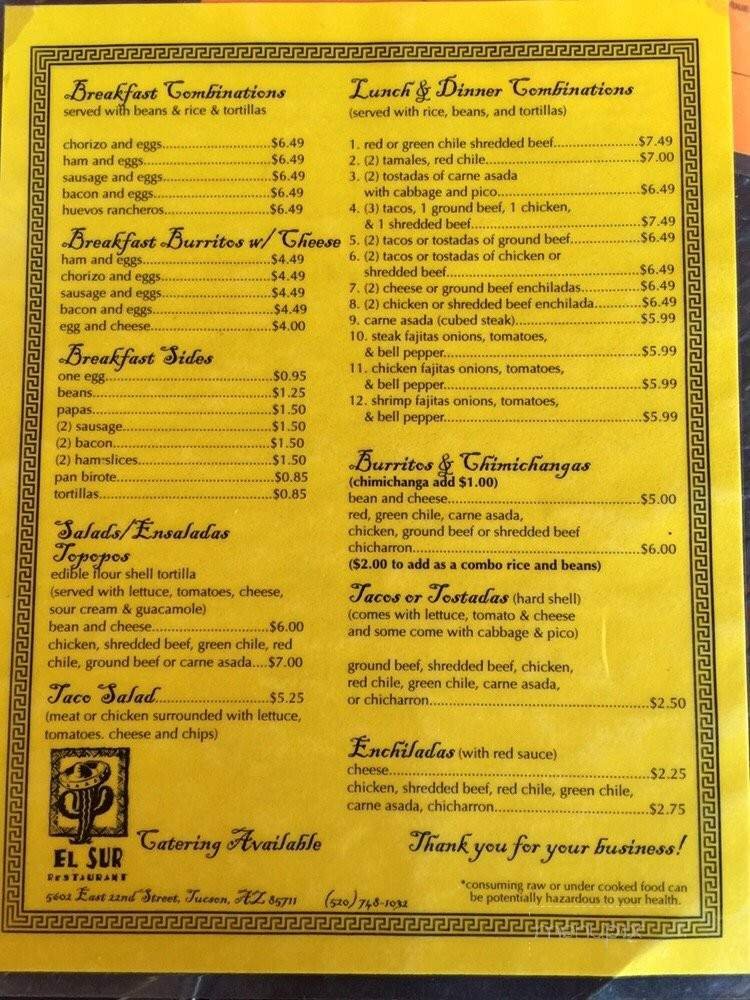 Breakfast Combinations
served with beans & rice & tortillas
chorizo and eggs..............................$6.49
ham and eggs..............................$6.49
sausage and eggs..............................$6.49
bacon and eggs..............................$6.49
huevos rancheros..............................$6.49
Breakfast Burritos w/ Cheese
ham and eggs..............................$4.49
chorizo and eggs..............................$4.49
sausage and eggs..............................$4.49
bacon and eggs..............................$4.49
egg and cheese..............................$4.00
Breakfast Sides
one egg..............................$0.95
beans..............................$1.25
papas..............................$1.50
(2) sausage..............................$1.50
(2) bacon..............................$1.50
(2) ham slices..............................$1.50
pan birote..............................$0.85
tortillas..............................$0.85
Salads/Ensaladas
Topopos
edible flour shell tortilla
(served with lettuce, tomatoes, cheese,
sour cream & guacamole)
bean and cheese..............................$6.00
chicken, shredded beef, green chile, red
chile, ground beef or carne asada....$7.00
Taco Salad..............................$5.25
(meat or chicken surrounded with lettuce,
tomatoes. cheese and chips)
Lunch & Dinner Combinations
(served with rice, beans, and tortillas)
1. red or green chile shredded beef....................$7.49
2. (2) tamales, red chile..............................$7.00
3. (2) tostadas of carne asada
with cabbage and pico..............................$6.49
4. (3) tacos, 1 ground beef, 1 chicken,
& 1 shredded beef..............................$7.49
5. (2) tacos or tostadas of ground beef..............$6.49
6. (2) tacos or tostadas of chicken or
shredded beef..............................$6.49
7. (2) cheese or ground beef enchiladas............$6.49
8. (2) chicken or shredded beef enchilada..........$6.49
9. carne asada (cubed steak)..............................$5.99
10. steak fajitas onions, tomatoes,
& bell pepper..............................$5.99
11. chicken fajitas onions, tomatoes,
& bell pepper..............................$5.99
12. shrimp fajitas onions, tomatoes,
& bell pepper..............................$5.99
Burritos & Chimichangas
(chimichanga add $1.00)
bean and cheese..............................$5.00
red, green chile, carne asada,
chicken, ground beef or shredded beef
chicharron..............................$6.00
($2.00 to add as a combo rice and beans)
Tacos or Tostadas (hard shell)
(comes with lettuce, tomato & cheese
and some come with cabbage & pico)
ground beef, shredded beef, chicken,
red chile, green chile, carne asada,
or chicharron..............................$2.50
Enchiladas (with red sauce)
cheese..............................$2.25
chicken, shredded beef, red chile, green chile,
carne asada, chicharron..............................$2.75
EL SUR
RESTAURANT
Catering Available
Thank you for your business!
5602 East 22nd Street, Tucson, AZ 85711 (520) 748-1032
*consuming raw or under cooked food can
be potentially hazardous to your health.
menupix